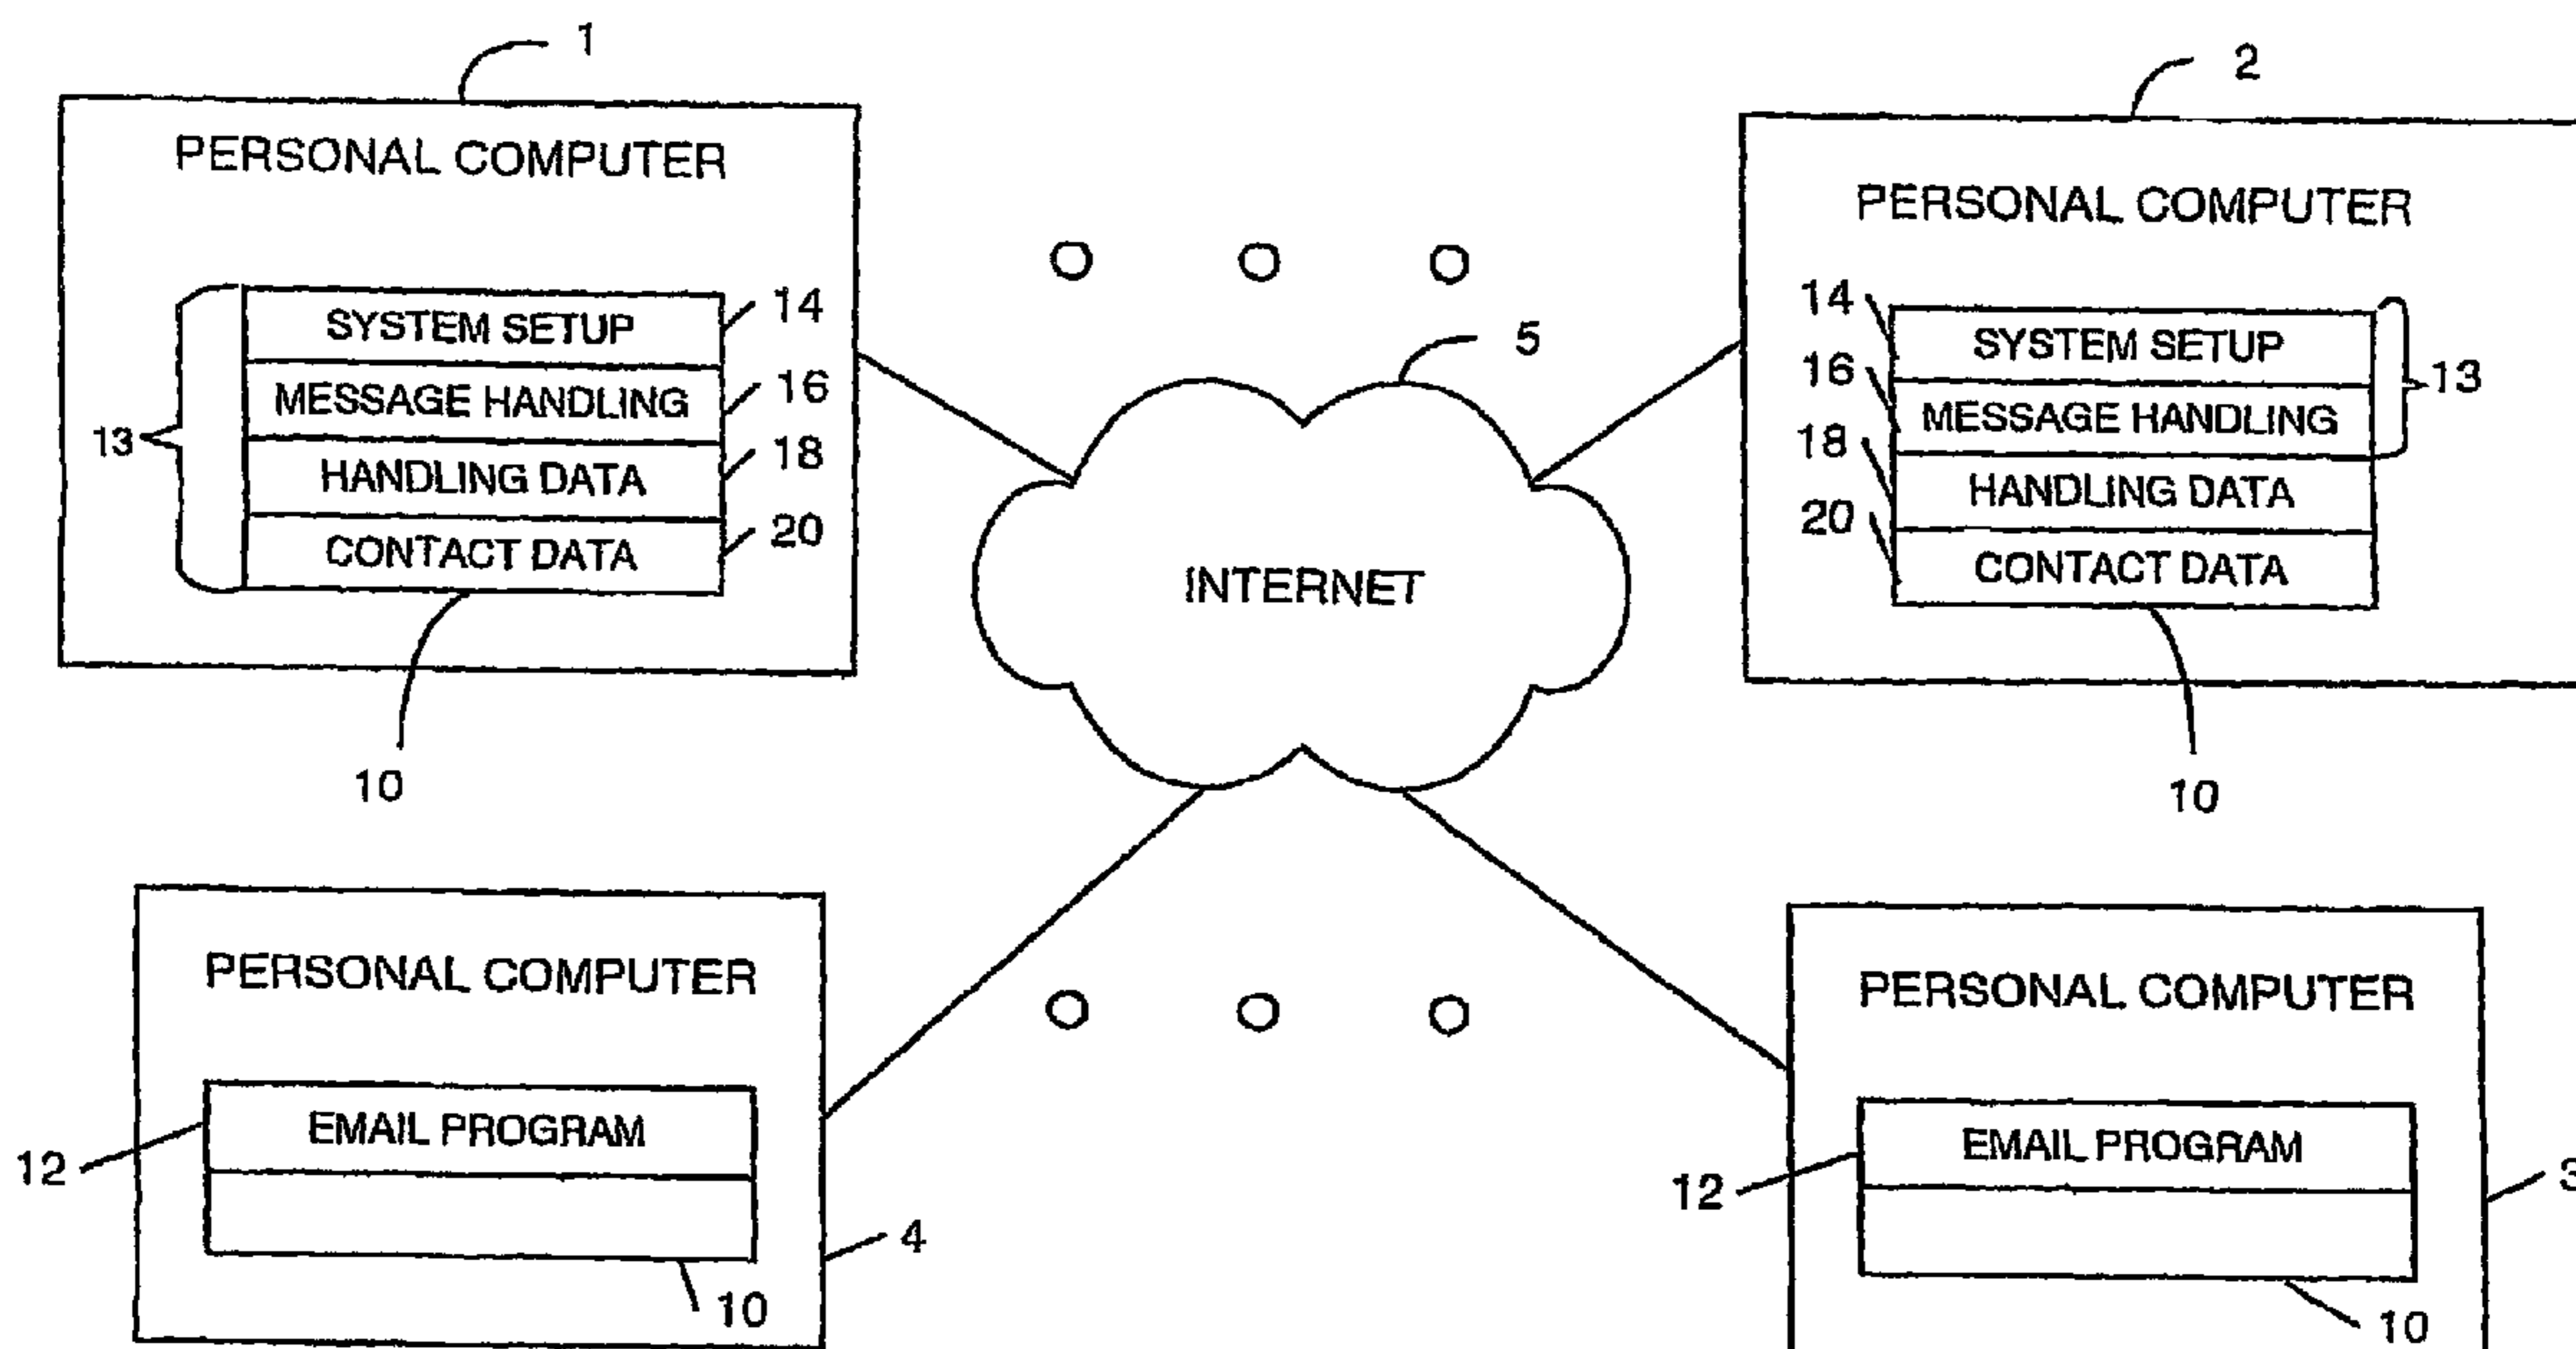 1
PERSONAL COMPUTER
SYSTEM SETUP
14
MESSAGE HANDLING
16
13
HANDLING DATA
18
CONTACT DATA
20
10
2
PERSONAL COMPUTER
14
SYSTEM SETUP
16
MESSAGE HANDLING
13
18
HANDLING DATA
20
CONTACT DATA
10
5
INTERNET
PERSONAL COMPUTER
EMAIL PROGRAM
12
4
10
PERSONAL COMPUTER
EMAIL PROGRAM
12
3
10